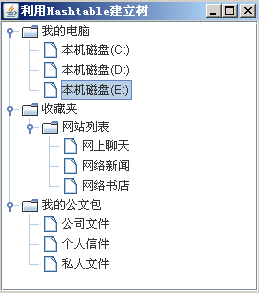 利用Hashtable建立树
我的电脑
本机磁盘(C:)
本机磁盘(D:)
本机磁盘(E:)
收藏夹
网站列表
网上聊天
网络新闻
网络书店
我的公文包
公司文件
个人信件
私人文件